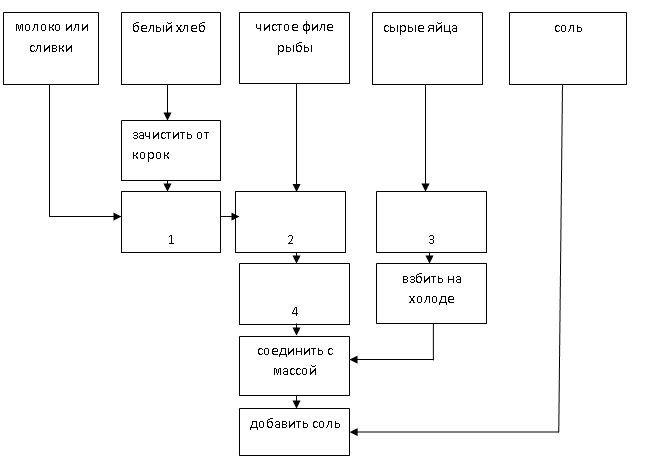 молоко или
сливки
белый хлеб
чистое филе
рыбы
сырые яйца
соль
зачистить от
корок
1
2
3
взбить на
холоде
4
соединить с
массой
добавить соль